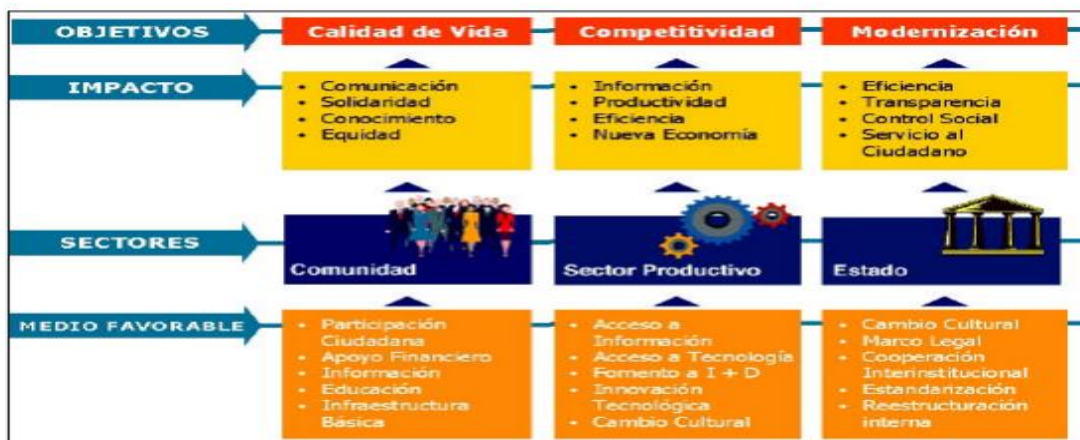 OBJETIVOS
Calidad de Vida
Competitividad
Modernización
IMPACTO
• Comunicación
• Solidaridad
• Conocimiento
• Equidad
• Información
• Productividad
• Eficiencia
• Nueva Economía
• Eficiencia
• Transparencia
• Control Social
• Servicio al
Ciudadano
SECTORES
Comunidad
Sector Productivo
Estado
MEDIO FAVORABLE
• Participación
Ciudadana
• Apoyo Financiero
• Información
• Educación
• Infraestructura
Básica
• Acceso a
Información
• Acceso a Tecnología
• Fomento a I + D
• Innovación
Tecnológica
• Cambio Cultural
• Cambio Cultural
• Marco Legal
• Cooperación
Interinstitucional
• Estandarización
• Reestructuración
interna